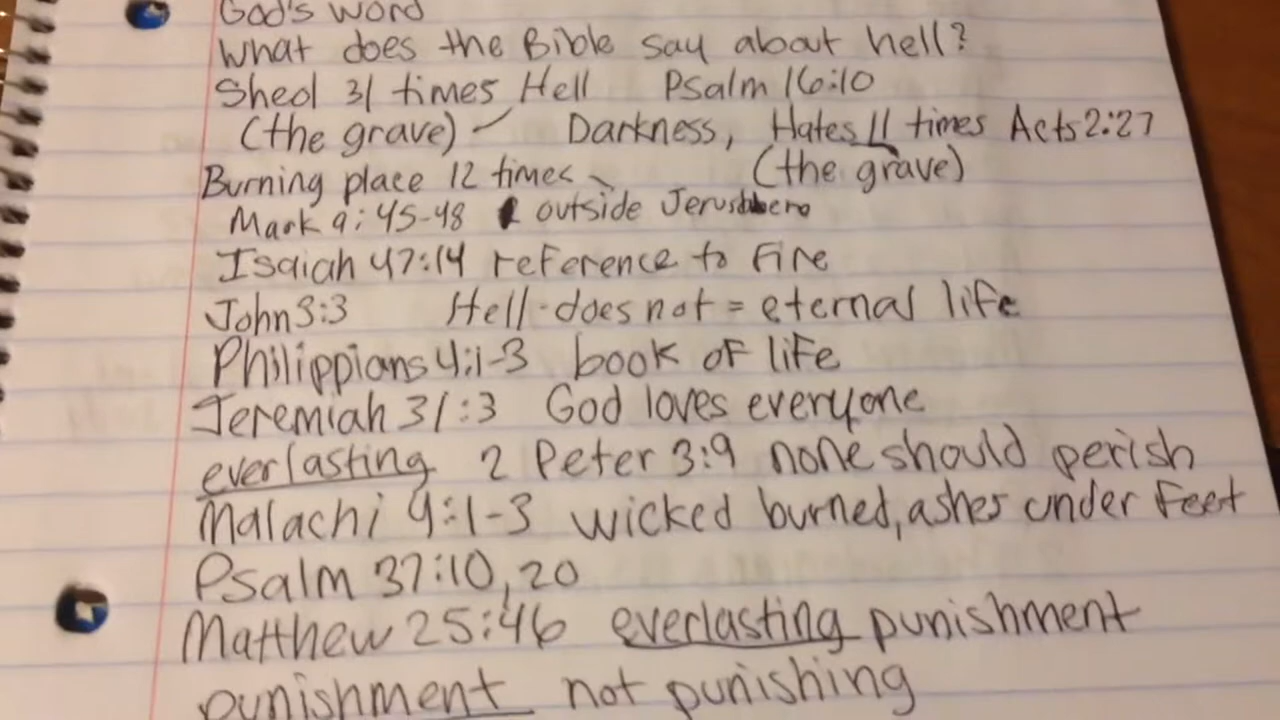 God's word
What does the Bible say about hell?
Sheol 31 times Hell Psalm 16:10
(the grave) - Darkness, Hates 11 times Acts 2:27
Burning place 12 times (the grave)
Mark 9:45-48 outside
Isaiah 47:14 reference to Fire
John 3:3 Hell does not = eternal life
Philippians 4:1-3 book of life
Jeremiah 31:3 God loves everyone
everlasting 2 Peter 3:9 none should perish
Malachi 4:1-3 wicked burned, ashes under feet
Psalm 37:10,20
Matthew 25:46 everlasting punishment
punishment not punishing